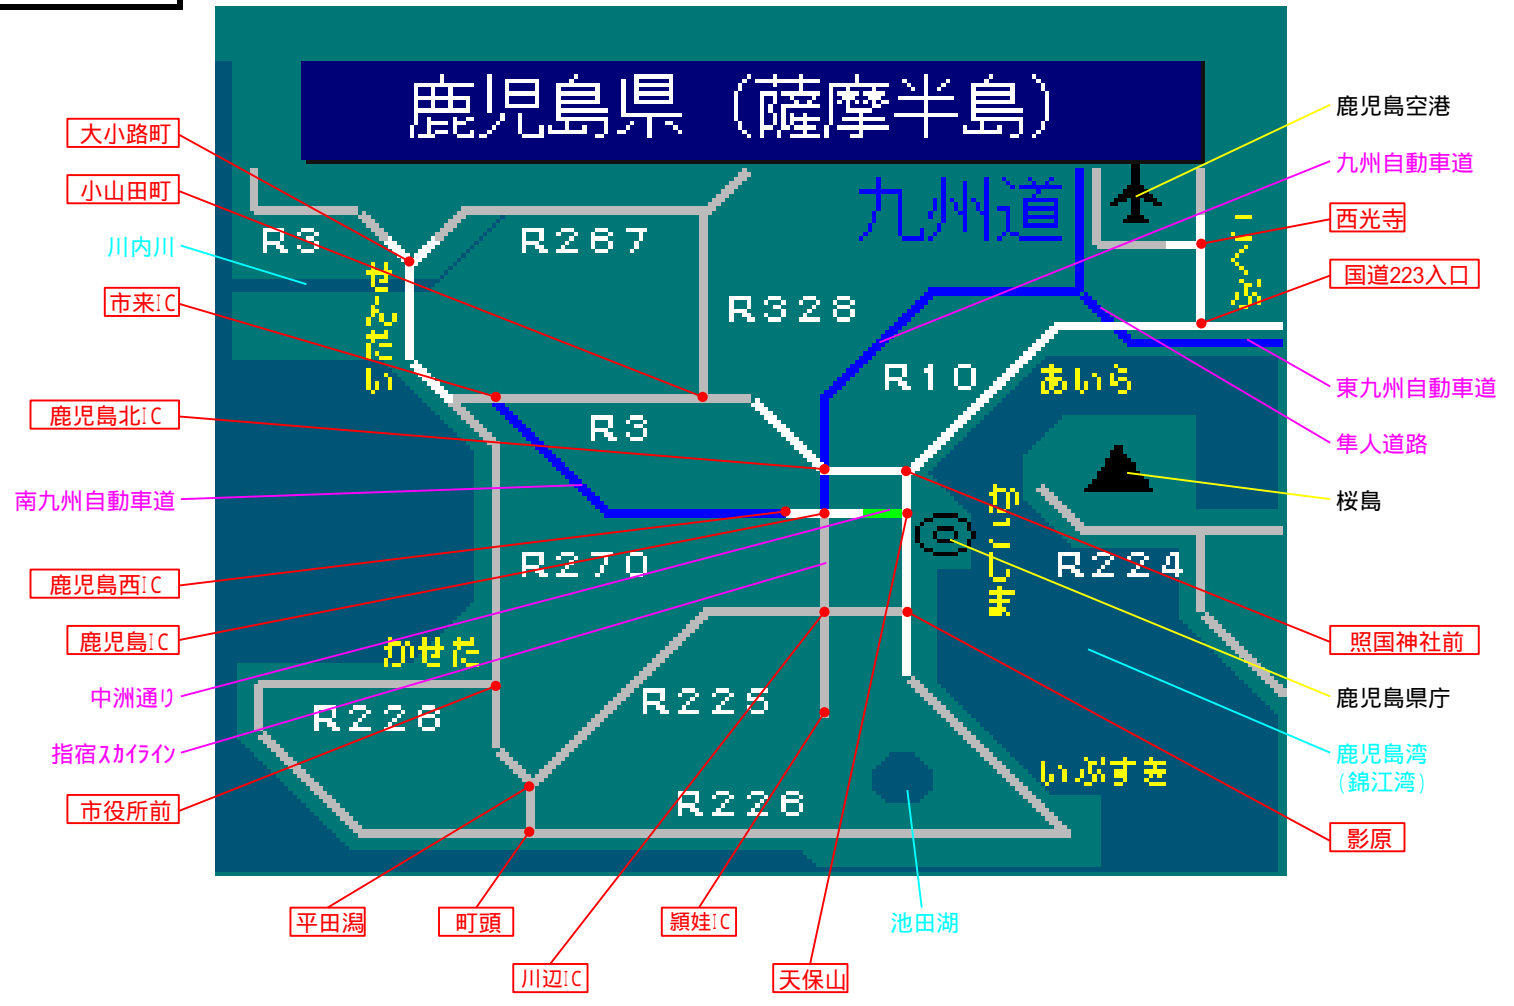 鹿児島県（薩摩半島）
鹿児島空港
大小路町
九州自動車道
小山田町
九州道
西光寺
R3
R267
こくぶ
川内川
せんだい
国道223入口
市来IC
R328
R10
あいら
東九州自動車道
鹿児島北IC
R3
隼人道路
南九州自動車道
かごしま
桜島
R270
R224
鹿児島西IC
鹿児島IC
かせだ
照国神社前
中洲通り
R226
R225
鹿児島県庁
指宿ｽｶｲﾗｲﾝ
いぶすき
鹿児島湾
(錦江湾)
市役所前
R226
影原
平田潟
町頭
頴娃IC
池田湖
川辺IC
天保山